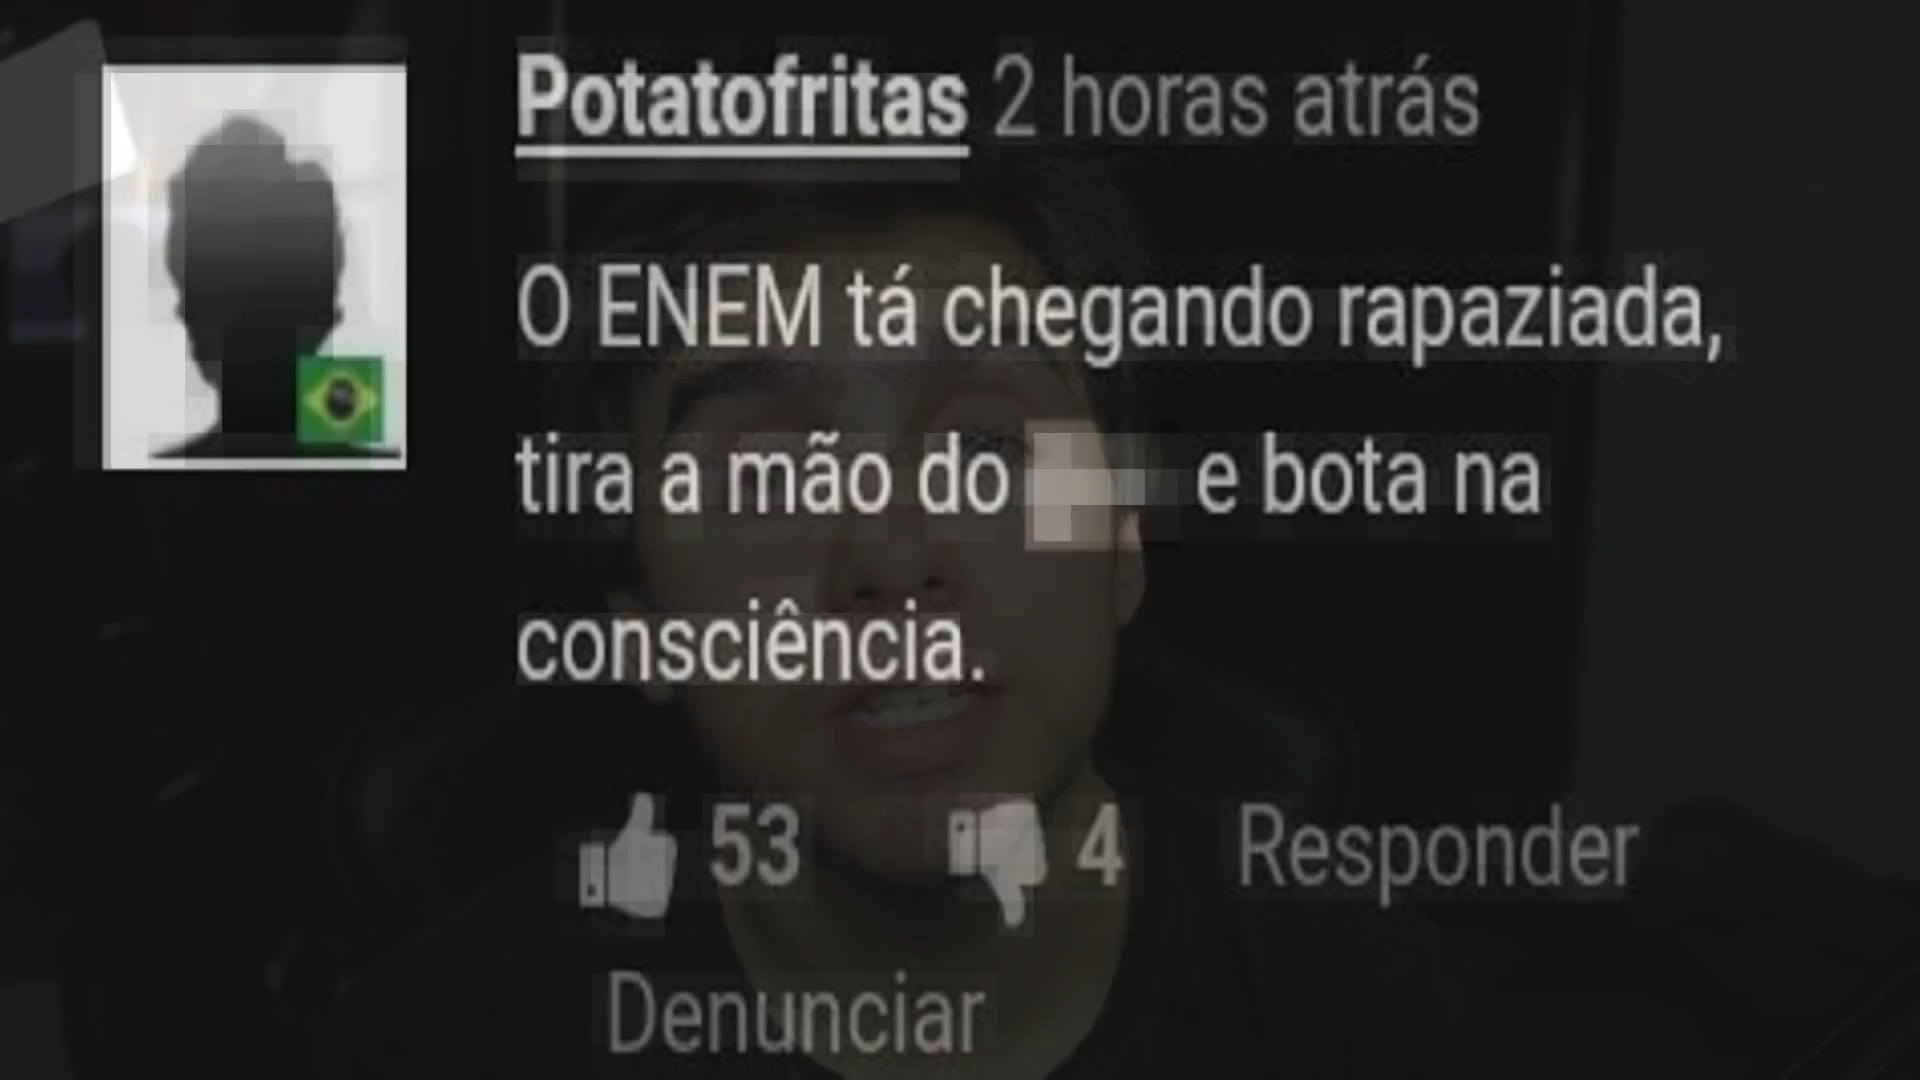 Potatofritas 2 horas atrás
O ENEM tá chegando rapaziada,
tira a mão do e bota na
consciência.
53 4 Responder
Denunciar